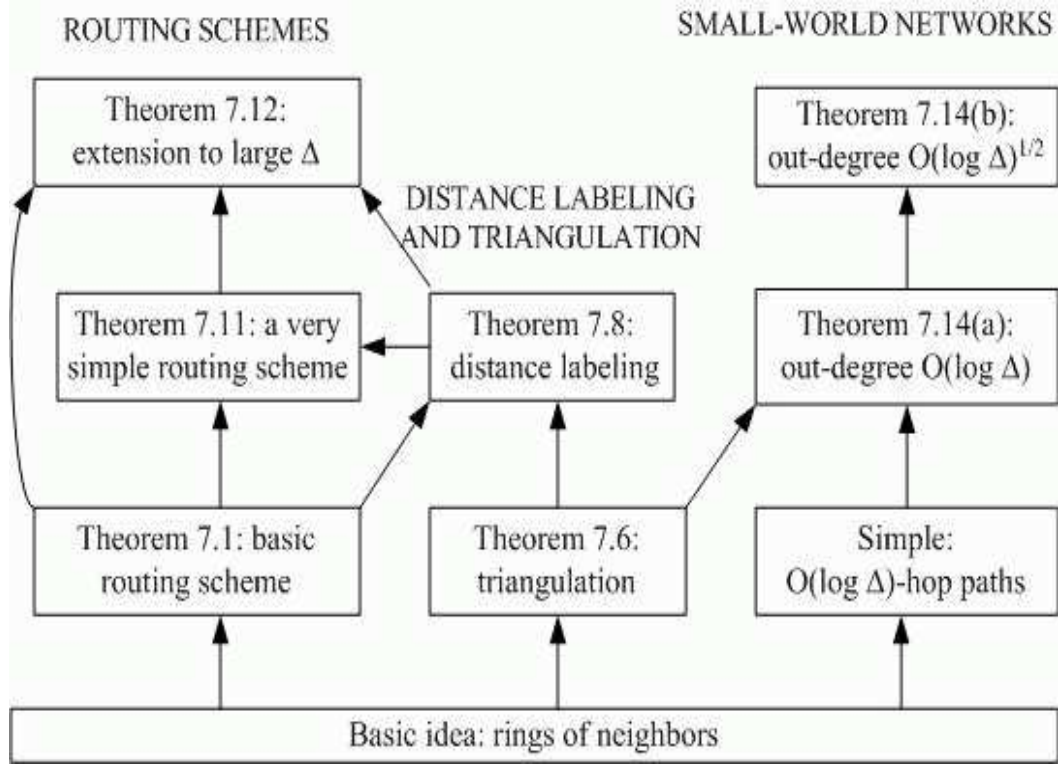 ROUTING SCHEMES
SMALL-WORLD NETWORKS
Theorem 7.12:
extension to large Δ
Theorem 7.14(b):
out-degree O(log Δ)^1/2
DISTANCE LABELING
AND TRIANGULATION
Theorem 7.11: a very
simple routing scheme
Theorem 7.8:
distance labeling
Theorem 7.14(a):
out-degree O(log Δ)
Theorem 7.1: basic
routing scheme
Theorem 7.6:
triangulation
Simple:
O(log Δ)-hop paths
Basic idea: rings of neighbors